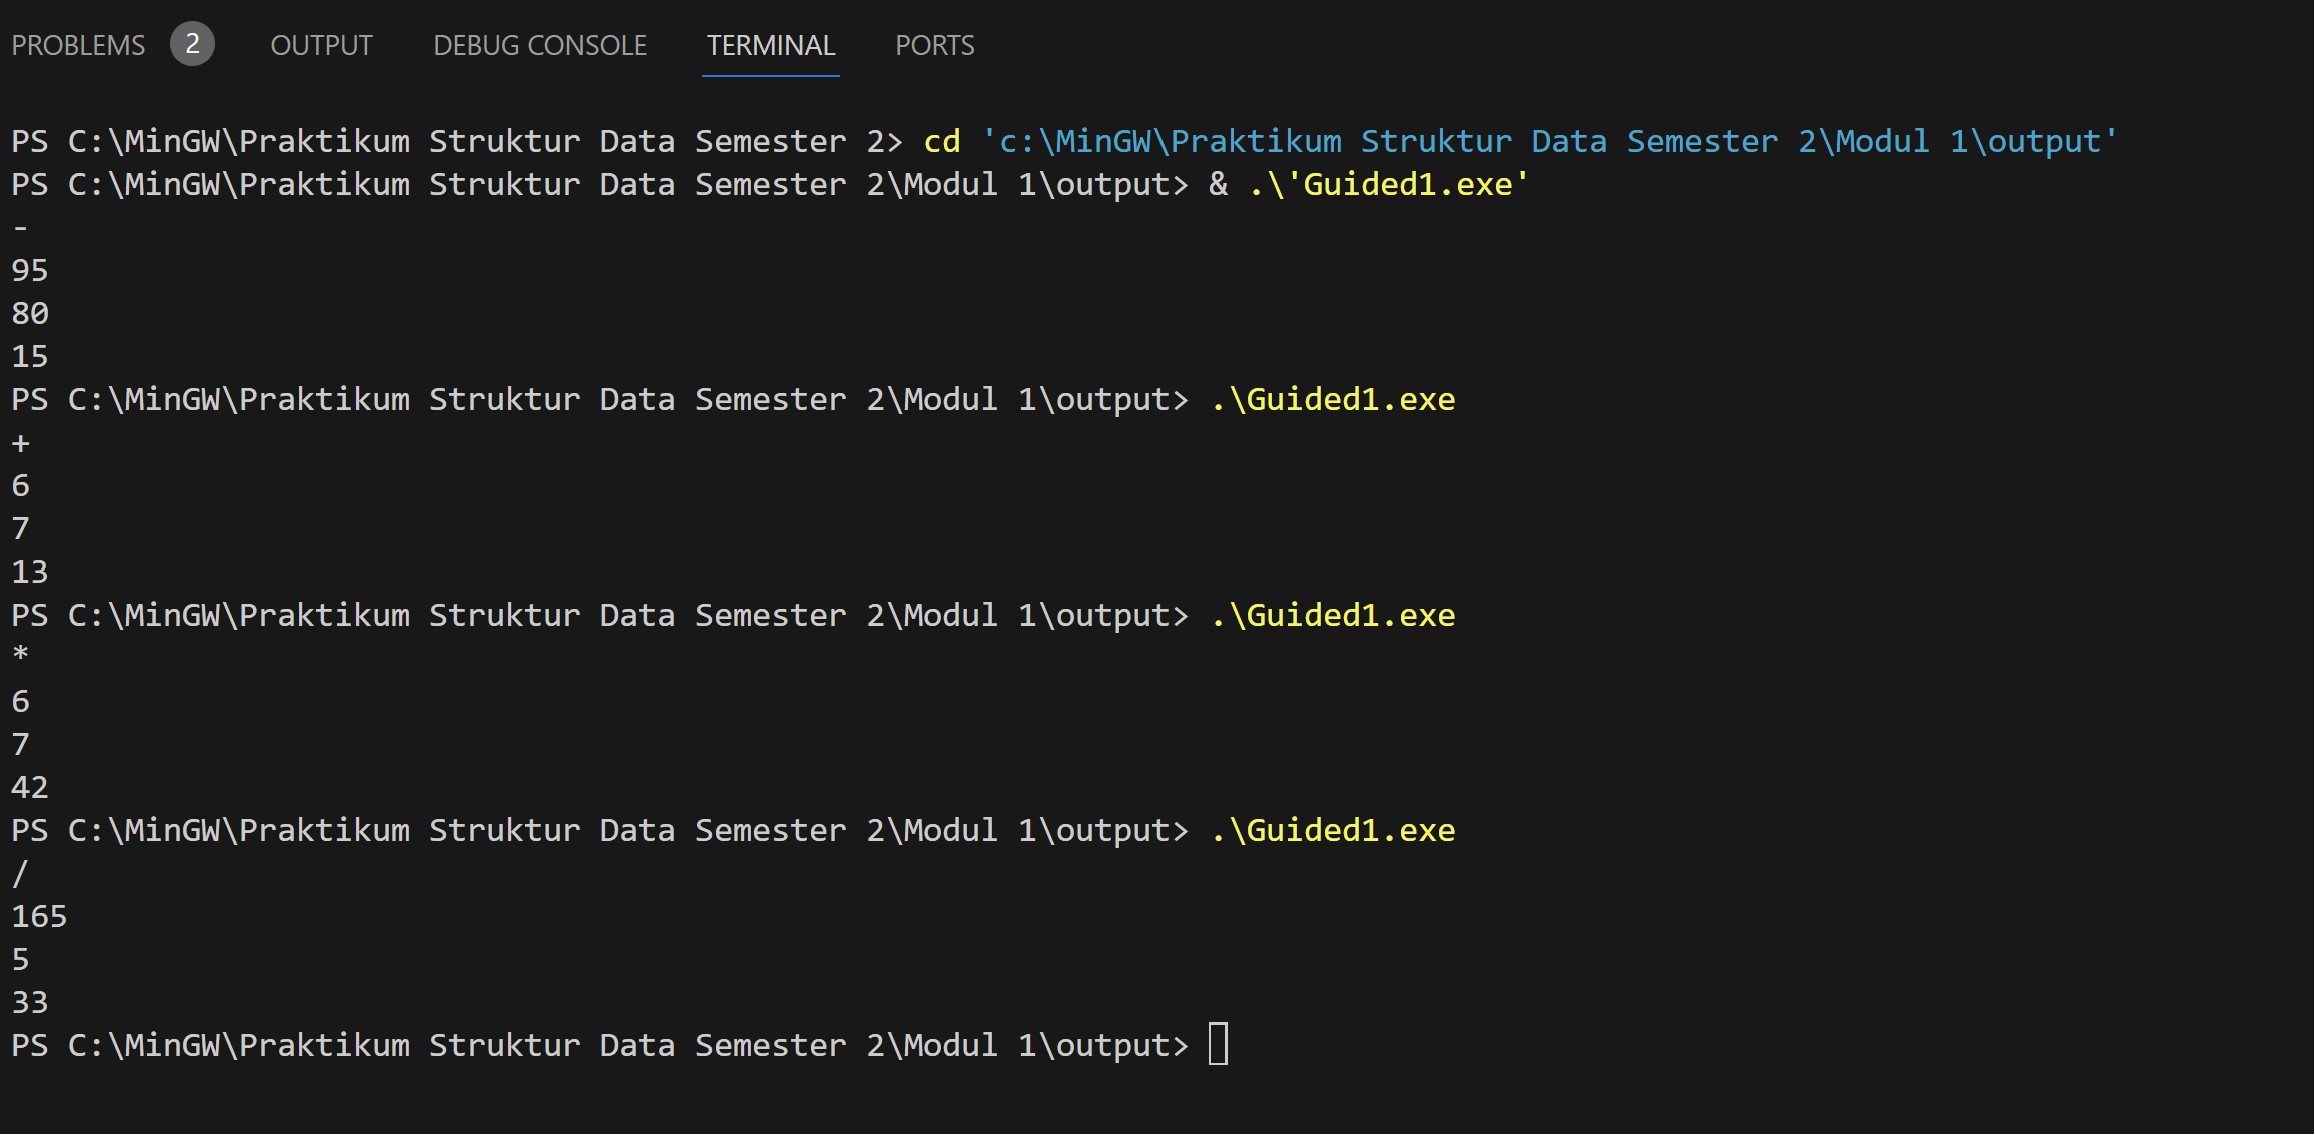 PROBLEMS 2 OUTPUT DEBUG CONSOLE TERMINAL PORTS
PS C:\MinGW\Praktikum Struktur Data Semester 2> cd 'c:\MinGW\Praktikum Struktur Data Semester 2\Modul 1\output'
PS C:\MinGW\Praktikum Struktur Data Semester 2\Modul 1\output> & .\'Guided1.exe'
-
95
80
15
PS C:\MinGW\Praktikum Struktur Data Semester 2\Modul 1\output> .\Guided1.exe
+
6
7
13
PS C:\MinGW\Praktikum Struktur Data Semester 2\Modul 1\output> .\Guided1.exe
*
6
7
42
PS C:\MinGW\Praktikum Struktur Data Semester 2\Modul 1\output> .\Guided1.exe
/
165
5
33
PS C:\MinGW\Praktikum Struktur Data Semester 2\Modul 1\output>